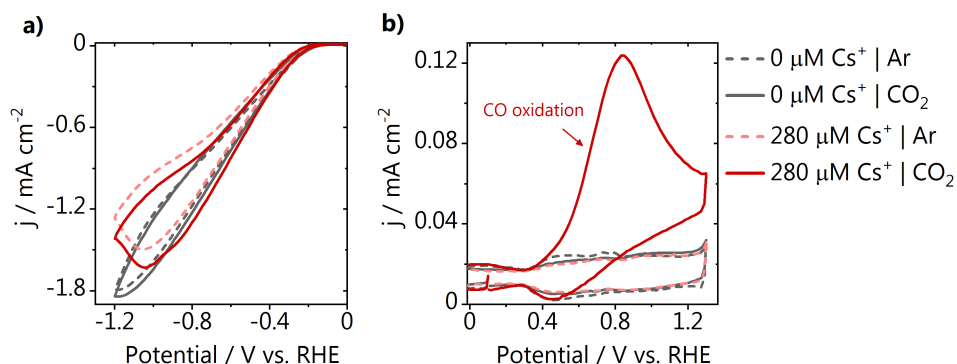 a)
0
-0.6
-1.2
-1.8
j / mA cm⁻²
-1.2 -0.8 -0.4 0
Potential / V vs. RHE
b)
0.12
0.08
0.04
0
j / mA cm⁻²
CO oxidation
0 0.4 0.8 1.2
Potential / V vs. RHE
0 μM Cs⁺ | Ar
0 μM Cs⁺ | CO₂
280 μM Cs⁺ | Ar
280 μM Cs⁺ | CO₂